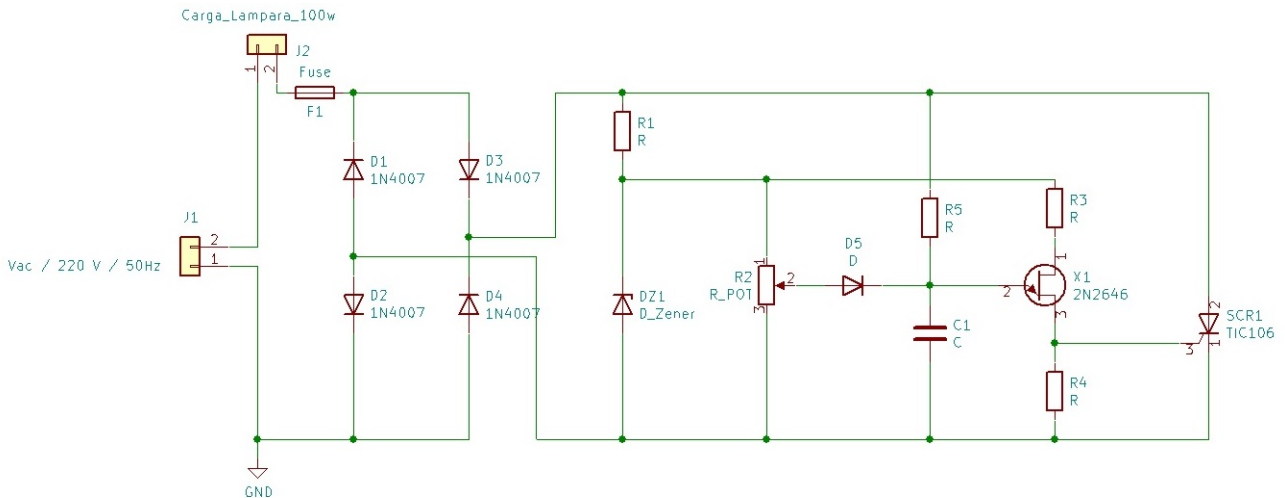 Carga_Lampara_100w
J2
1
2
Fuse
F1
D1
1N4007
D3
1N4007
R1
R
R3
R
J1
2
1
Vac / 220 V / 50Hz
R5
R
D5
D
R2
R_POT
1
2
3
X1
2N2646
1
2
3
D2
1N4007
D4
1N4007
DZ1
D_Zener
C1
C
SCR1
TIC106
2
1
3
R4
R
GND